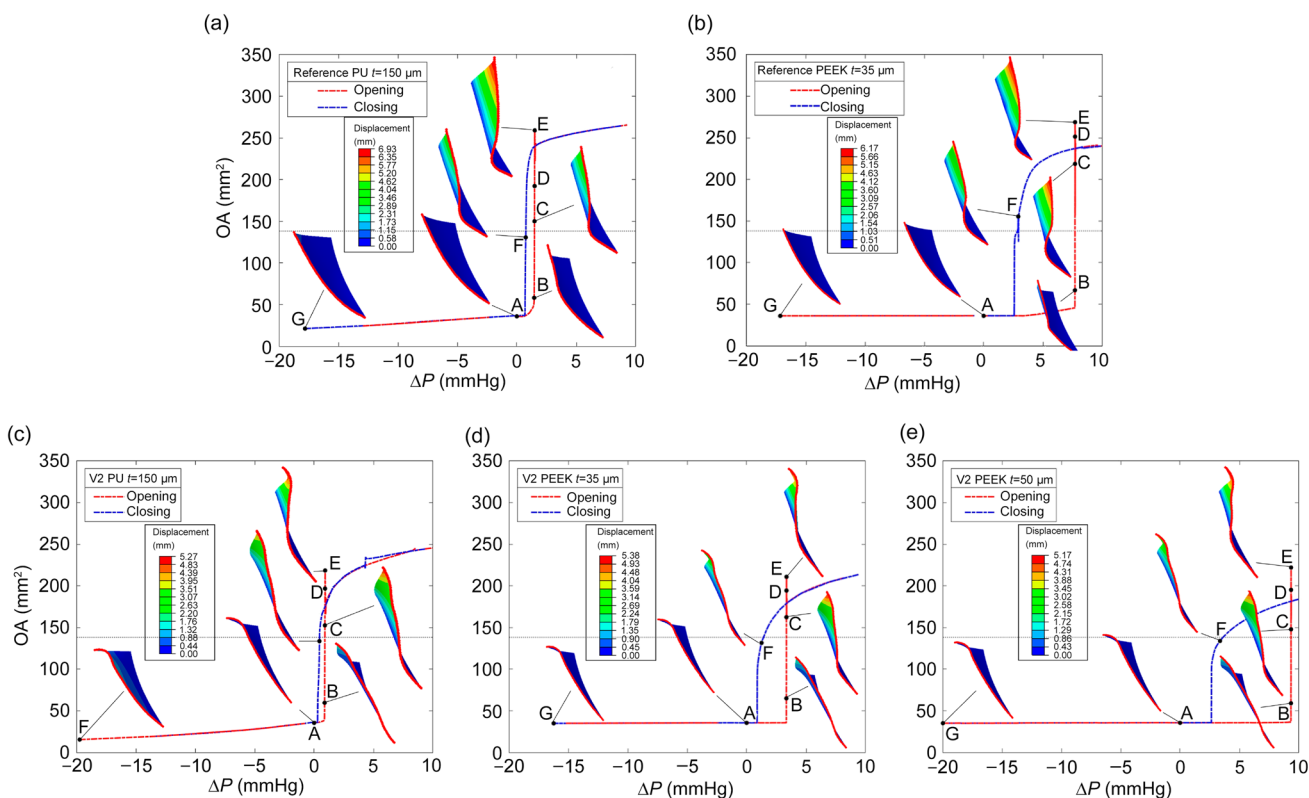 (a)
350
300
250
200
150
100
50
0
OA (mm²)
Reference PU t=150 μm
Opening
Closing
Displacement
(mm)
6.93
6.35
5.77
5.20
4.62
4.04
3.46
2.89
2.31
1.73
1.15
0.58
0.00
E
D
C
F
B
A
G
−20
−15
−10
−5
0
5
10
ΔP (mmHg)
(b)
350
300
250
200
150
100
50
0
Reference PEEK t=35 μm
Opening
Closing
Displacement
(mm)
6.17
5.66
5.15
4.63
4.12
3.60
3.09
2.57
2.06
1.54
1.03
0.51
0.00
E
D
C
F
B
A
G
−20
−15
−10
−5
0
5
10
ΔP (mmHg)
(c)
350
300
250
200
150
100
50
0
OA (mm²)
V2 PU t=150 μm
Opening
Closing
Displacement
(mm)
5.27
4.83
4.39
3.95
3.51
3.07
2.63
2.20
1.76
1.32
0.88
0.44
0.00
E
D
C
B
A
F
−20
−15
−10
−5
0
5
10
ΔP (mmHg)
(d)
350
300
250
200
150
100
50
0
V2 PEEK t=35 μm
Opening
Closing
Displacement
(mm)
5.38
4.93
4.48
4.04
3.59
3.14
2.69
2.24
1.79
1.35
0.90
0.45
0.00
E
D
C
F
B
A
G
−20
−15
−10
−5
0
5
10
ΔP (mmHg)
(e)
350
300
250
200
150
100
50
0
V2 PEEK t=50 μm
Opening
Closing
Displacement
(mm)
5.17
4.74
4.31
3.88
3.45
3.02
2.58
2.15
1.72
1.29
0.86
0.43
0.00
E
D
C
F
B
A
G
−20
−15
−10
−5
0
5
10
ΔP (mmHg)